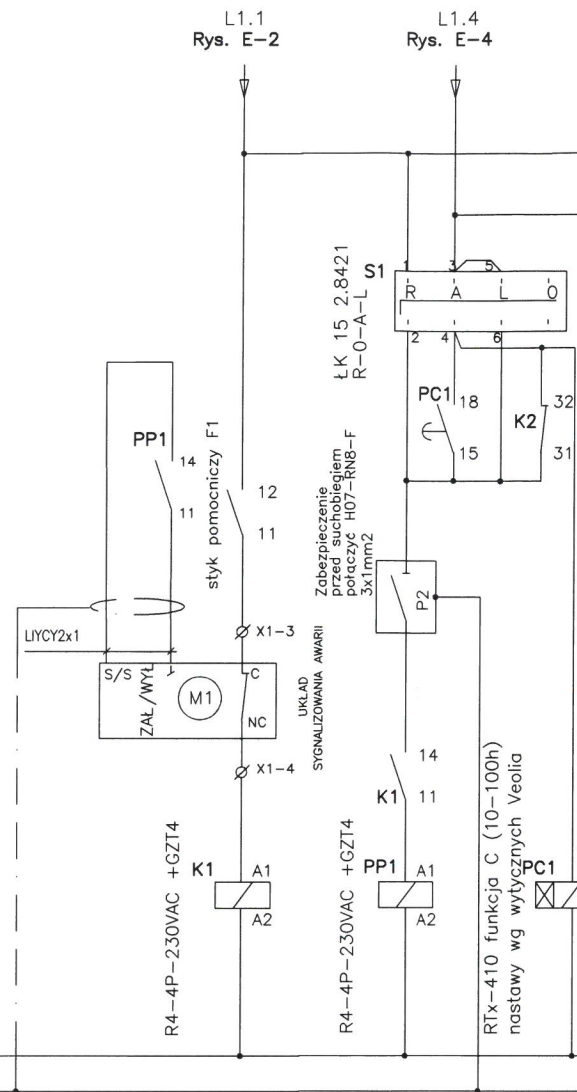 L1.1
Rys. E-2
L1.4
Rys. E-4
S1
1
3
5
R
A
L
0
2
4
6
ŁK 15 2.8421
R-0-A-L
PC1
18
15
K2
32
31
PP1
14
11
styk pomocniczy F1
12
11
Zabezpieczenie
przed suchobiegiem
połączyć H07-RN8-F
3x1mm2
P2
LIYCY2x1
X1-3
S/S
ZAŁ/WYŁ
M1
C
NC
UKŁAD
SYGNALIZOWANIA AWARII
X1-4
K1
14
11
R4-4P-230VAC +GZT4
K1
A1
A2
R4-4P-230VAC +GZT4
PP1
A1
A2
RTx-410 funkcja C (10-100h)
nastawy wg wytycznych Veolia
PC1